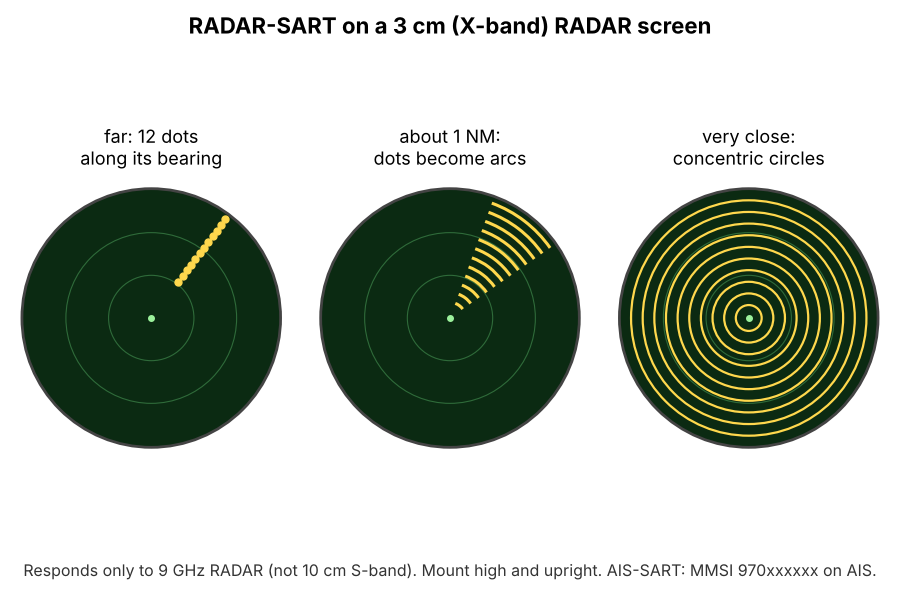 RADAR-SART on a 3 cm (X-band) RADAR screen
far: 12 dots
along its bearing
about 1 NM:
dots become arcs
very close:
concentric circles
Responds only to 9 GHz RADAR (not 10 cm S-band). Mount high and upright. AIS-SART: MMSI 970xxxxxx on AIS.